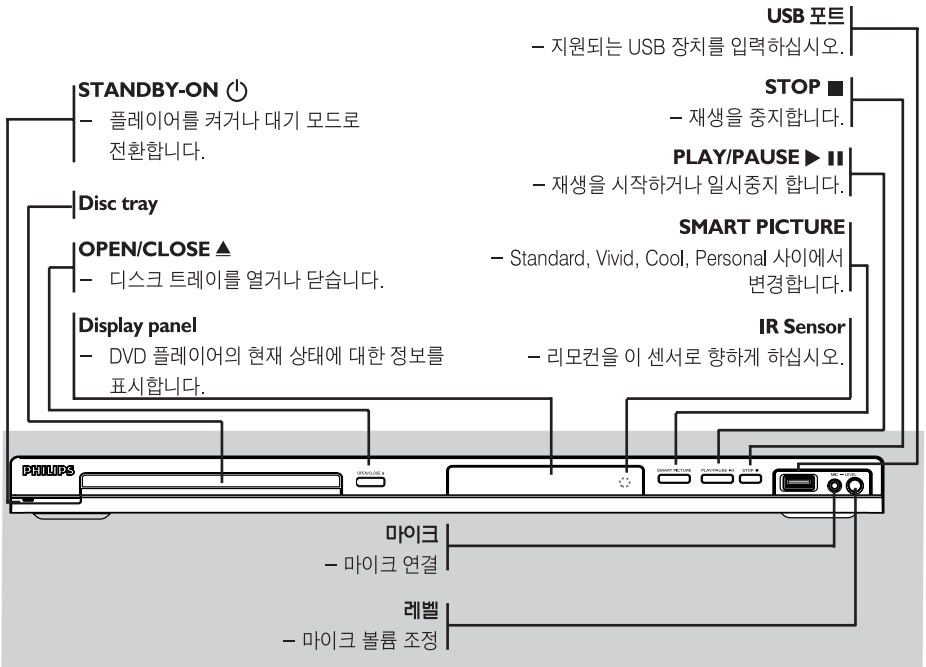 USB 포트
– 지원되는 USB 장치를 입력하십시오.
STANDBY-ON
– 플레이어를 켜거나 대기 모드로
전환합니다.
STOP ■
– 재생을 중지합니다.
PLAY/PAUSE ▶ II
– 재생을 시작하거나 일시중지 합니다.
Disc tray
SMART PICTURE
– Standard, Vivid, Cool, Personal 사이에서
변경합니다.
OPEN/CLOSE ▲
– 디스크 트레이를 열거나 닫습니다.
Display panel
– DVD 플레이어의 현재 상태에 대한 정보를
표시합니다.
IR Sensor
– 리모컨을 이 센서로 향하게 하십시오.
PHILIPS
OPEN/CLOSE ▲
SMART PICTURE
PLAY/PAUSE ▶II
STOP ■
MIC – LEVEL
마이크
– 마이크 연결
레벨
– 마이크 볼륨 조정